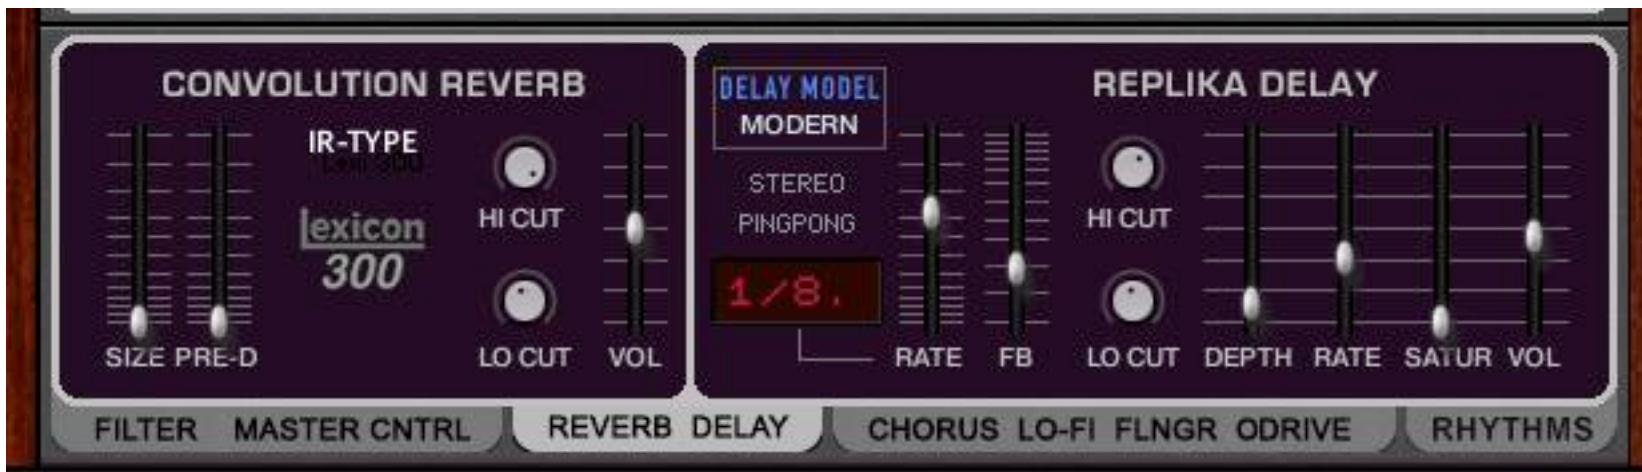 CONVOLUTION REVERB
IR-TYPE
Lexi 300
lexicon
300
HI CUT
LO CUT
SIZE PRE-D
VOL
REPLIKA DELAY
DELAY MODEL
MODERN
STEREO
PINGPONG
1/8.
RATE
FB
HI CUT
LO CUT
DEPTH RATE SATUR VOL
FILTER MASTER CNTRL
REVERB DELAY
CHORUS LO-FI FLNGR ODRIVE
RHYTHMS